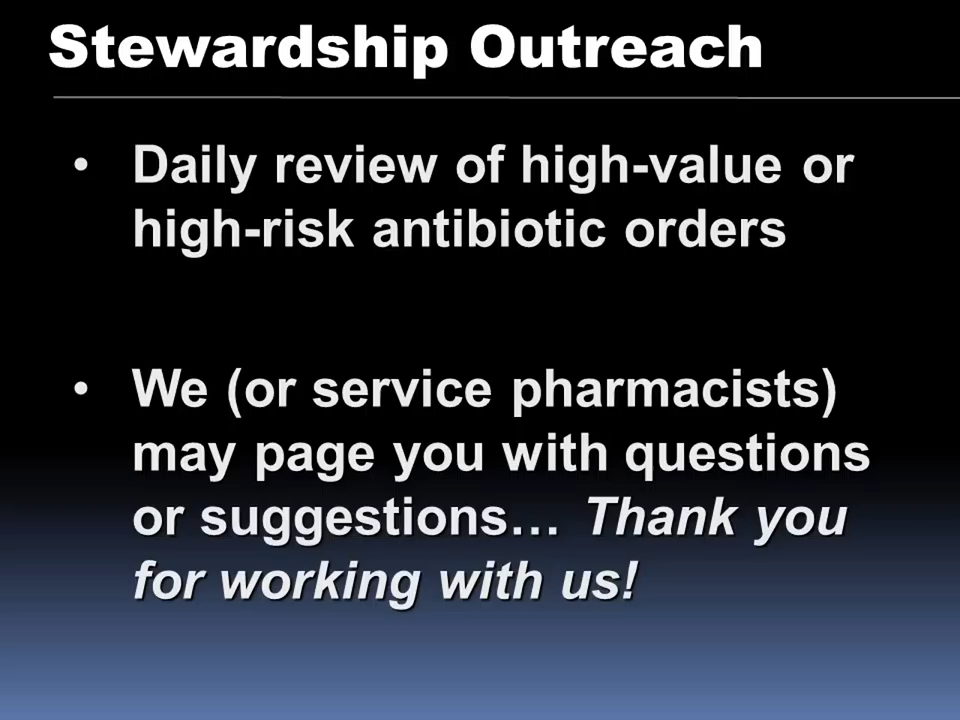 Stewardship Outreach
• Daily review of high-value or
high-risk antibiotic orders
• We (or service pharmacists)
may page you with questions
or suggestions… Thank you
for working with us!